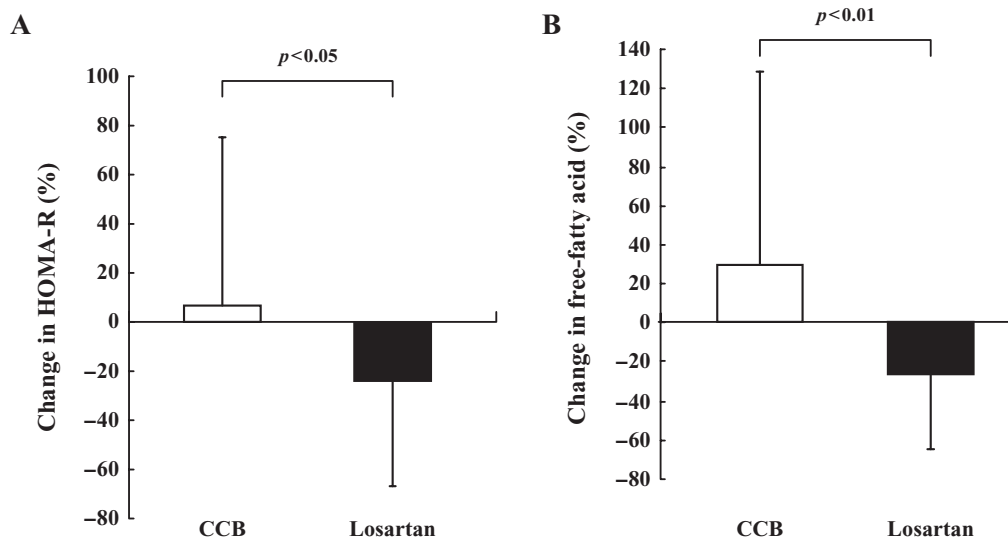 A
p<0.05
Change in HOMA-R (%)
100
80
60
40
20
0
−20
−40
−60
−80
CCB Losartan
B
p<0.01
Change in free-fatty acid (%)
140
120
100
80
60
40
20
0
−20
−40
−60
−80
CCB Losartan